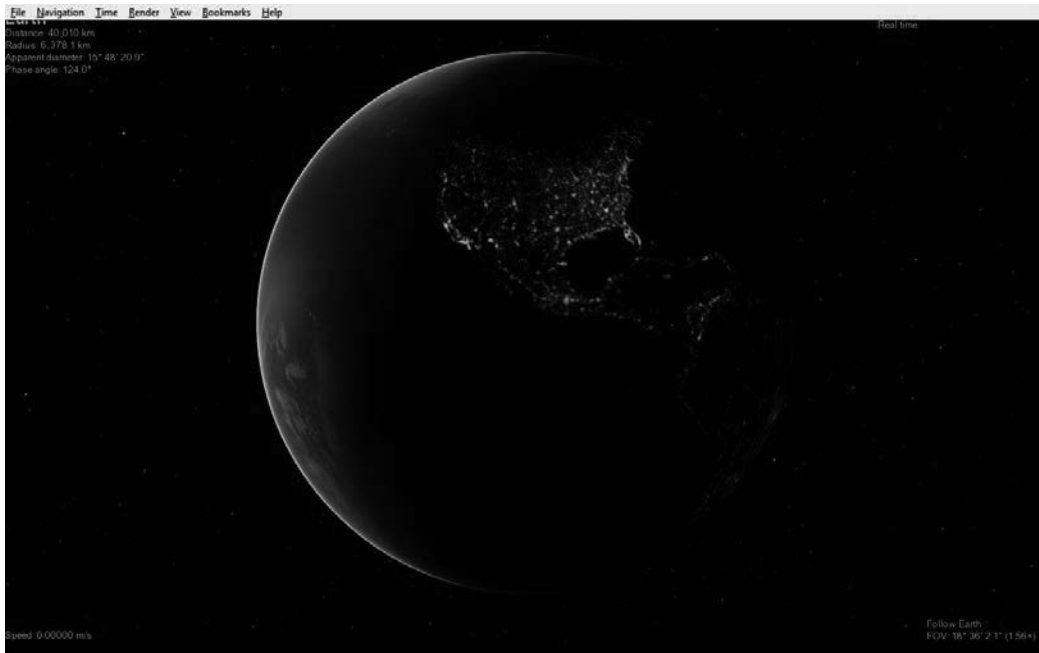 File Navigation Time Render View Bookmarks Help
Earth
Distance: 40,010 km
Radius: 6,378.1 km
Apparent diameter: 15° 48' 20.0"
Phase angle: 124.0°
Real time
Speed: 0.00000 m/s
Follow Earth
FOV: 18° 36' 2.1" (1.56×)